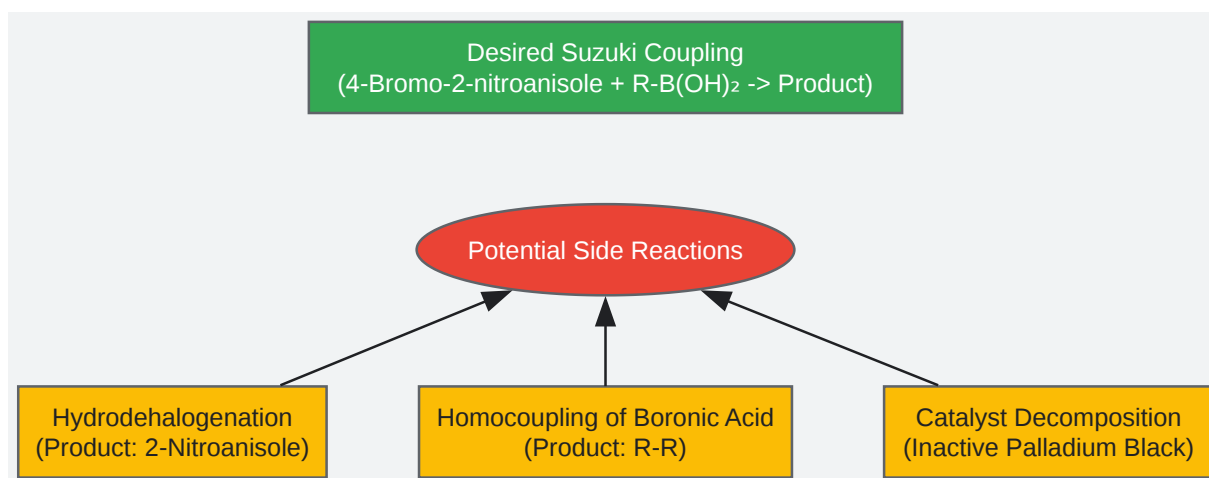 Desired Suzuki Coupling
(4-Bromo-2-nitroanisole + R-B(OH)₂ -> Product)
Potential Side Reactions
Hydrodehalogenation
(Product: 2-Nitroanisole)
Homocoupling of Boronic Acid
(Product: R-R)
Catalyst Decomposition
(Inactive Palladium Black)